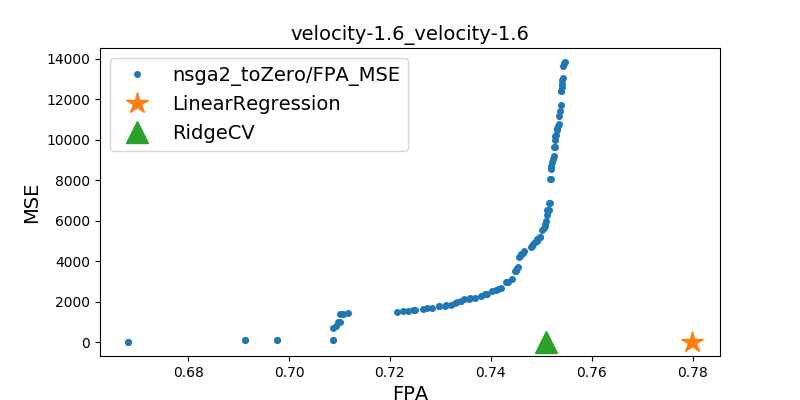 velocity-1.6_velocity-1.6
nsga2_toZero/FPA_MSE
LinearRegression
RidgeCV
MSE
14000
12000
10000
8000
6000
4000
2000
0
0.68 0.70 0.72 0.74 0.76 0.78
FPA